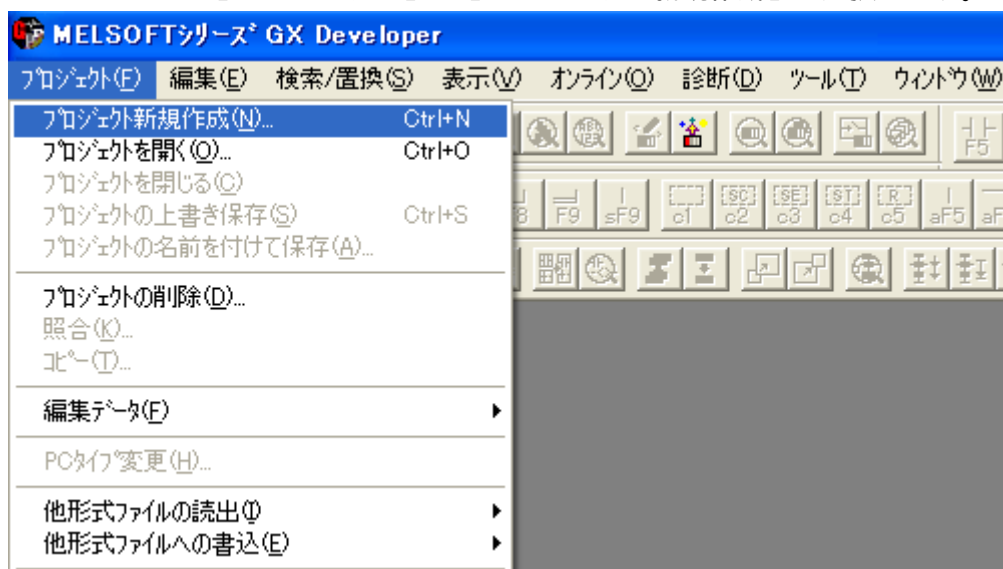 MELSOFTシリーズ GX Developer
プロジェクト(F) 編集(E) 検索/置換(S) 表示(V) オンライン(O) 診断(D) ツール(T) ウィンドウ(W)
プロジェクト新規作成(N)... Ctrl+N
プロジェクトを開く(O)... Ctrl+O
プロジェクトを閉じる(C)
プロジェクトの上書き保存(S) Ctrl+S
プロジェクトの名前を付けて保存(A)...
プロジェクトの削除(D)...
照合(K)...
コピー(T)...
編集データ(F)
PCタイプ変更(H)...
他形式ファイルの読出(I)
他形式ファイルへの書込(E)
F5
F9 sF9 c1 c2 c3 c4 c5 aF5
[SC] [SE] [ST] [R]